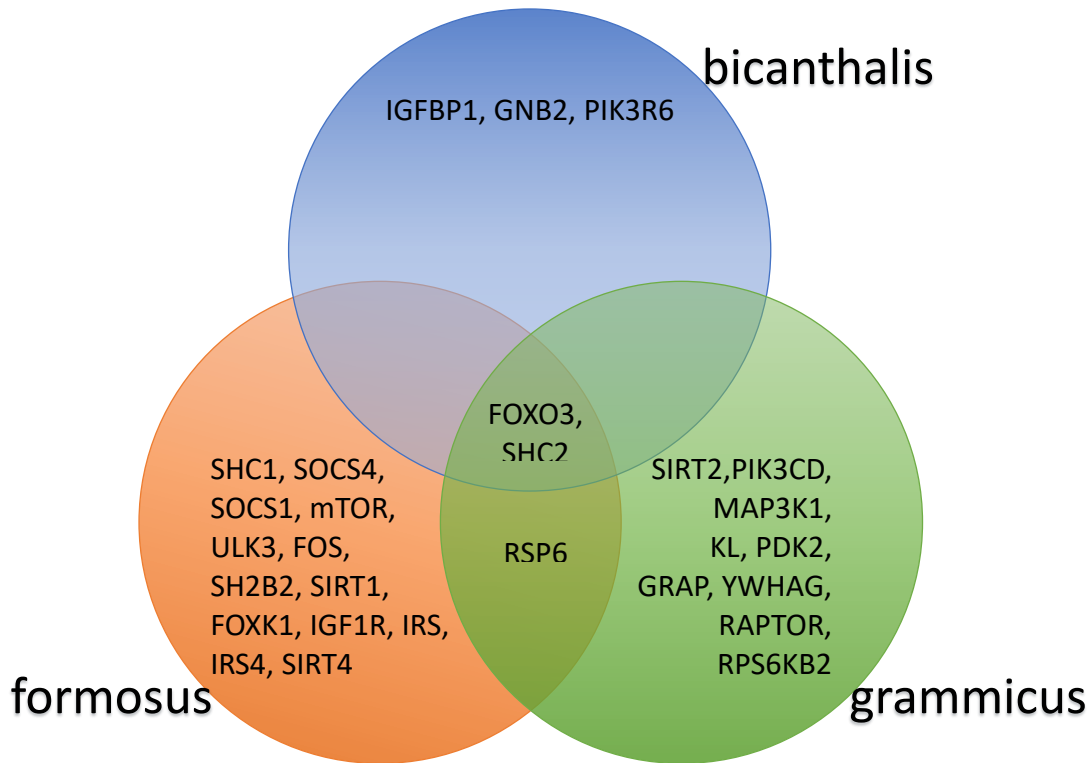 bicanthalis
IGFBP1, GNB2, PIK3R6
FOXO3,
SHC2
RSP6
SHC1, SOCS4,
SOCS1, mTOR,
ULK3, FOS,
SH2B2, SIRT1,
FOXK1, IGF1R, IRS,
IRS4, SIRT4
SIRT2,PIK3CD,
MAP3K1,
KL, PDK2,
GRAP, YWHAG,
RAPTOR,
RPS6KB2
formosus
grammicus